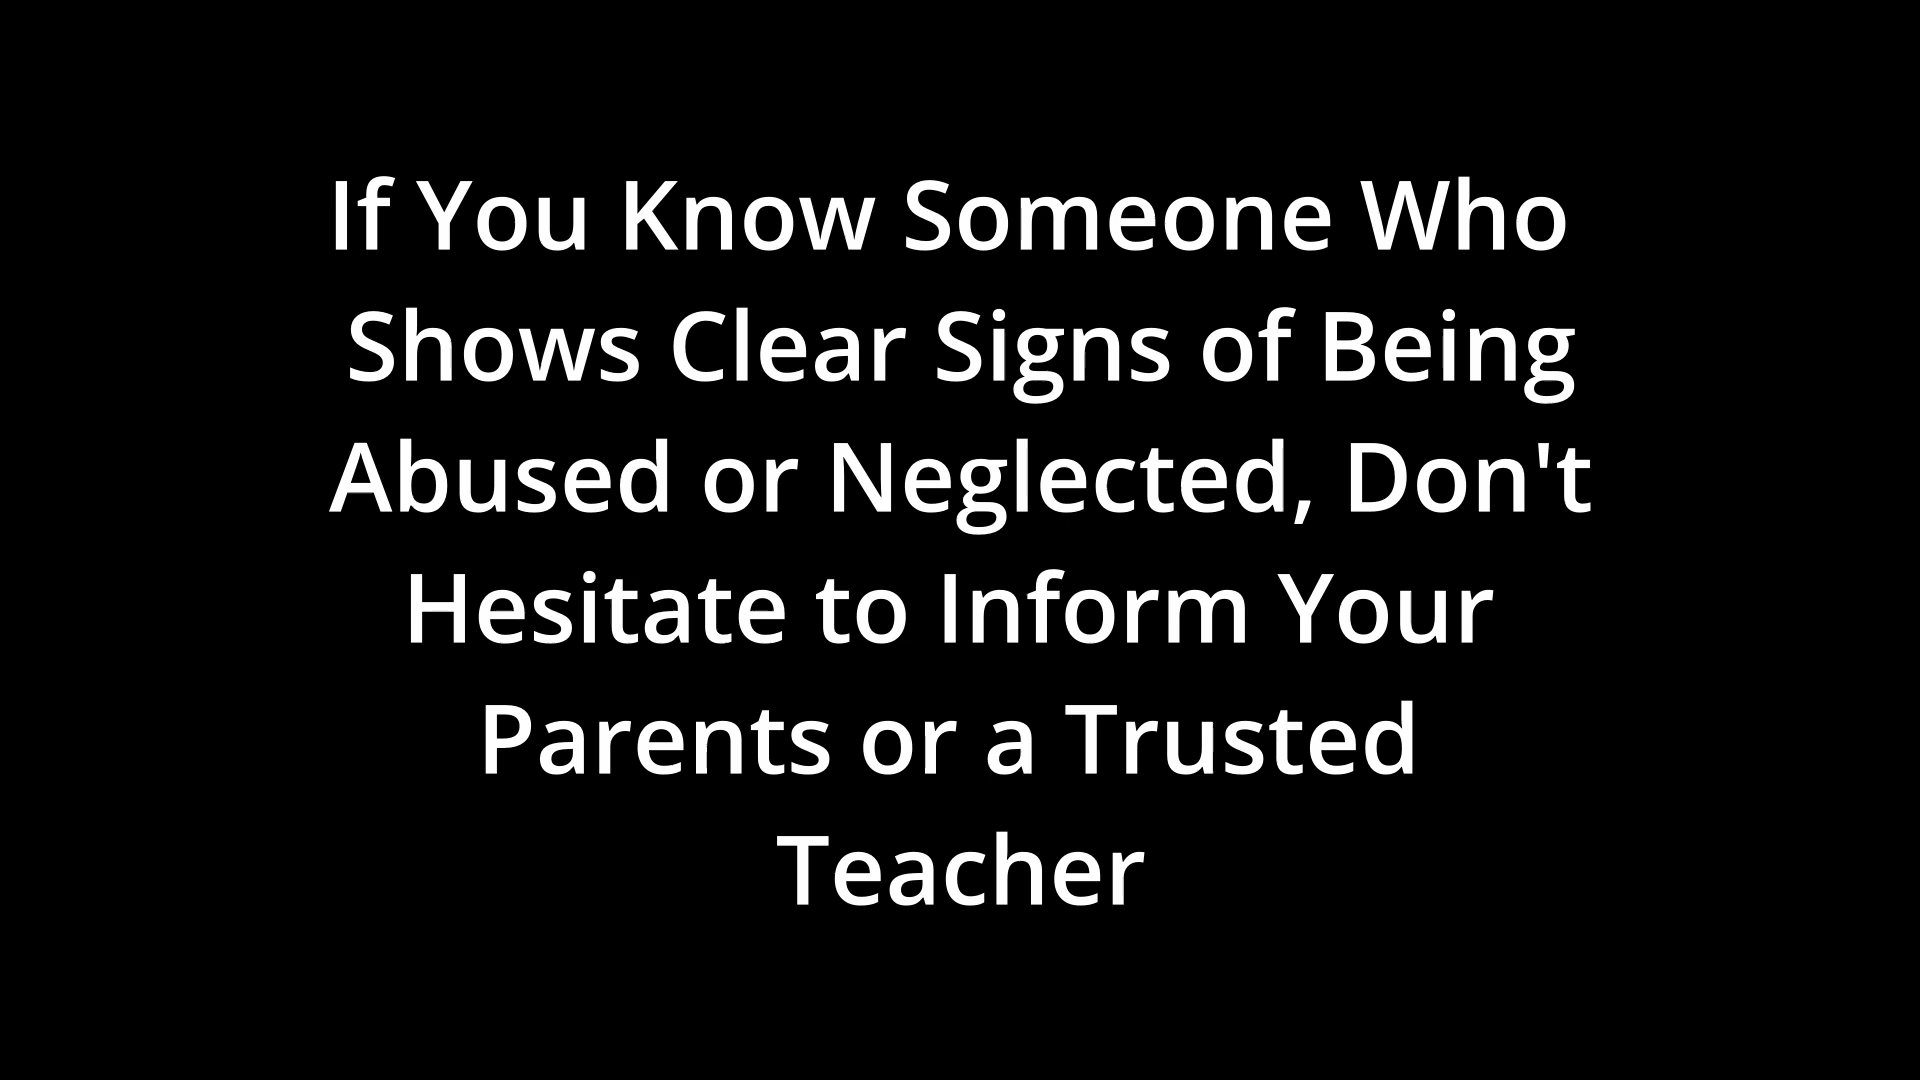 If You Know Someone Who
Shows Clear Signs of Being
Abused or Neglected, Don't
Hesitate to Inform Your
Parents or a Trusted
Teacher